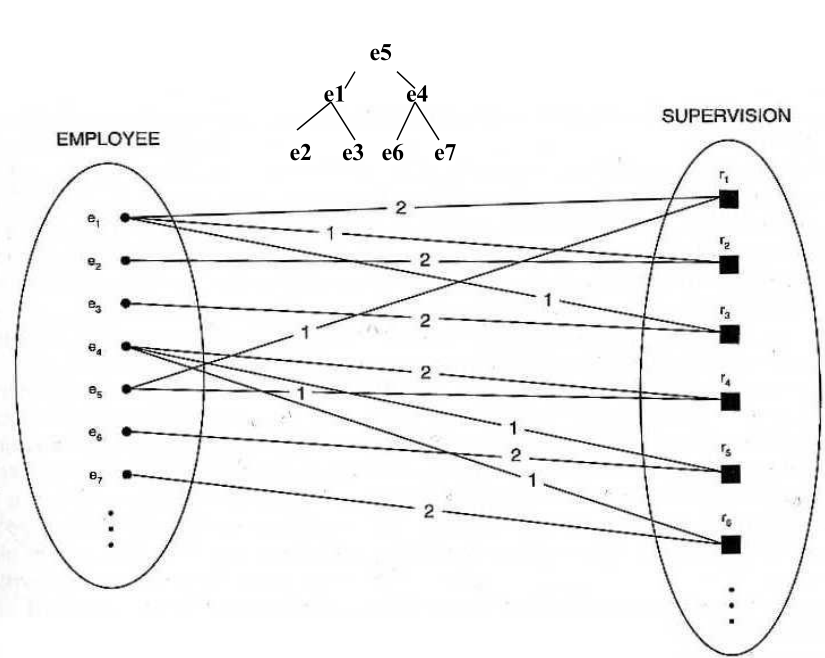 e5
e1 e4
e2 e3 e6 e7
EMPLOYEE
SUPERVISION
e₁
e₂
e₃
e₄
e₅
e₆
e₇
2
1
2
1
2
1
2
1
1
2
1
2
r₁
r₂
r₃
r₄
r₅
r₆